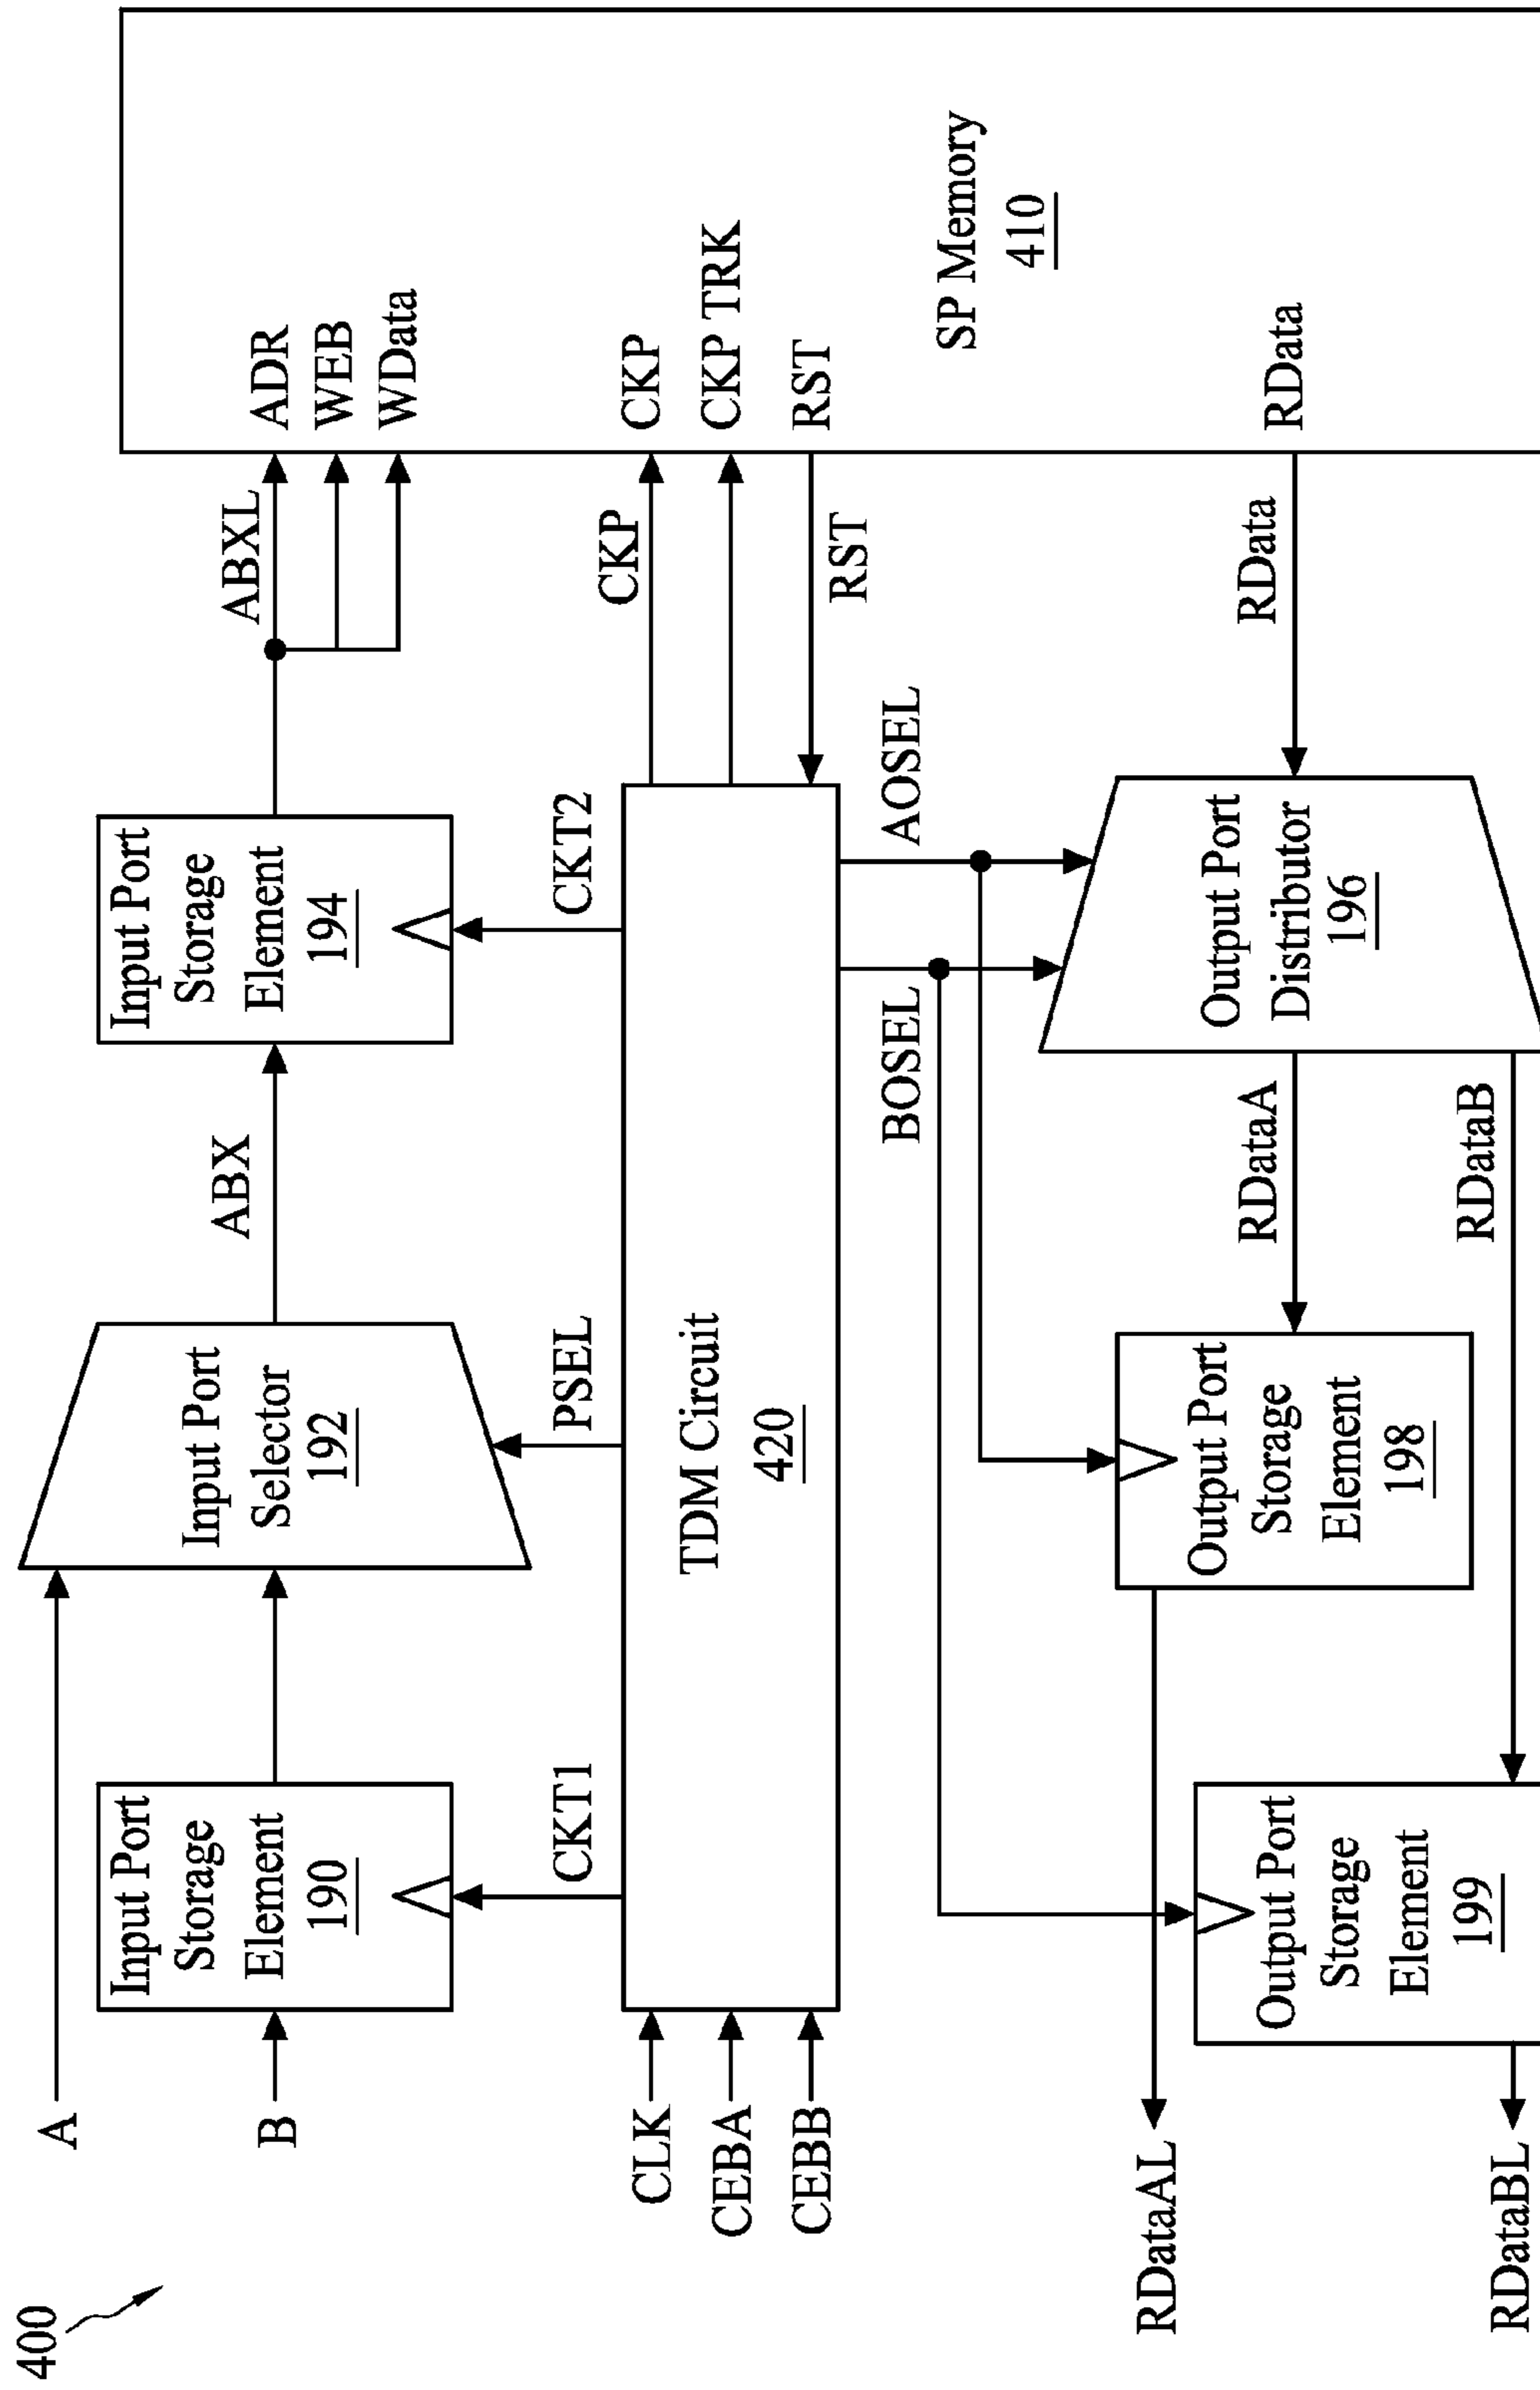 400
A
B
Input Port
Storage
Element
190
Input Port
Selector
192
ABX
Input Port
Storage
Element
194
ABXL
ADR
WEB
WData
CKT1
PSEL
CKT2
CLK
CEBA
CEBB
TDM Circuit
420
CKP
RST
CKP
CKP TRK
RST
SP Memory
410
BOSEL
AOSEL
RDataAL
RDataBL
Output Port
Storage
Element
199
Output Port
Storage
Element
198
RDataA
RDataB
Output Port
Distributor
196
RData
RData